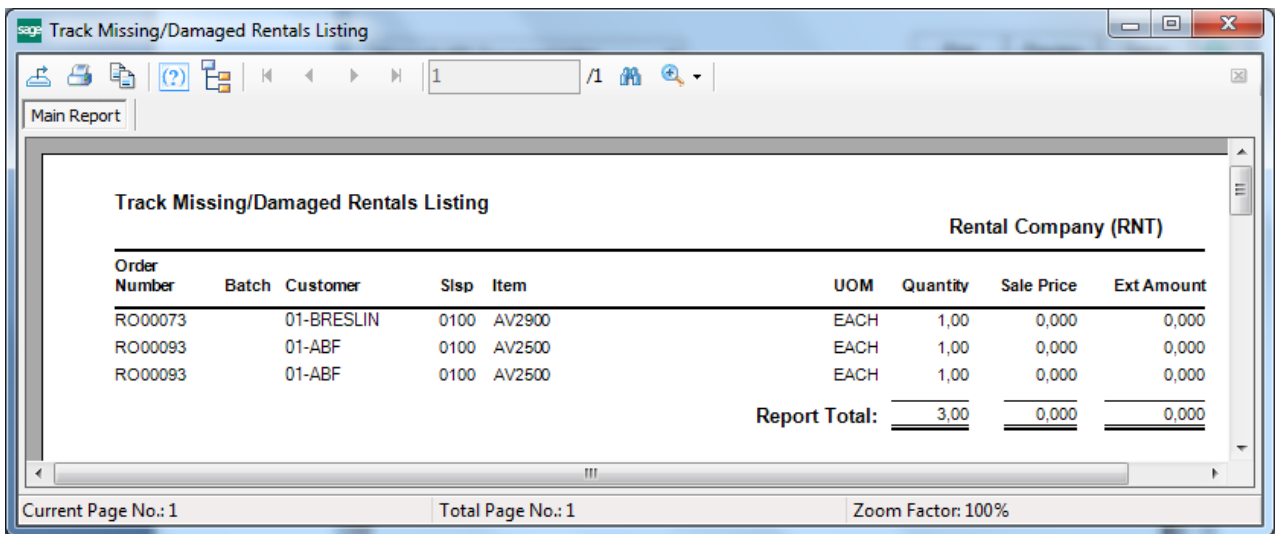 sage Track Missing/Damaged Rentals Listing
1 /1
Main Report
Track Missing/Damaged Rentals Listing
Rental Company (RNT)
Order Number Batch Customer Slsp Item UOM Quantity Sale Price Ext Amount
RO00073 01-BRESLIN 0100 AV2900 EACH 1,00 0,000 0,000
RO00093 01-ABF 0100 AV2500 EACH 1,00 0,000 0,000
RO00093 01-ABF 0100 AV2500 EACH 1,00 0,000 0,000
Report Total: 3,00 0,000 0,000
Current Page No.: 1 Total Page No.: 1 Zoom Factor: 100%